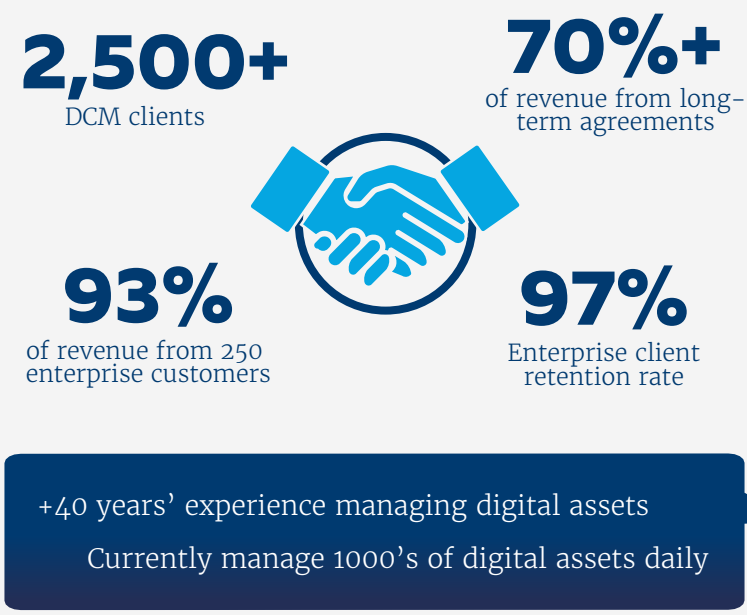 2,500+
DCM clients
70%+
of revenue from long-
term agreements
93%
of revenue from 250
enterprise customers
97%
Enterprise client
retention rate
+40 years’ experience managing digital assets
Currently manage 1000’s of digital assets daily